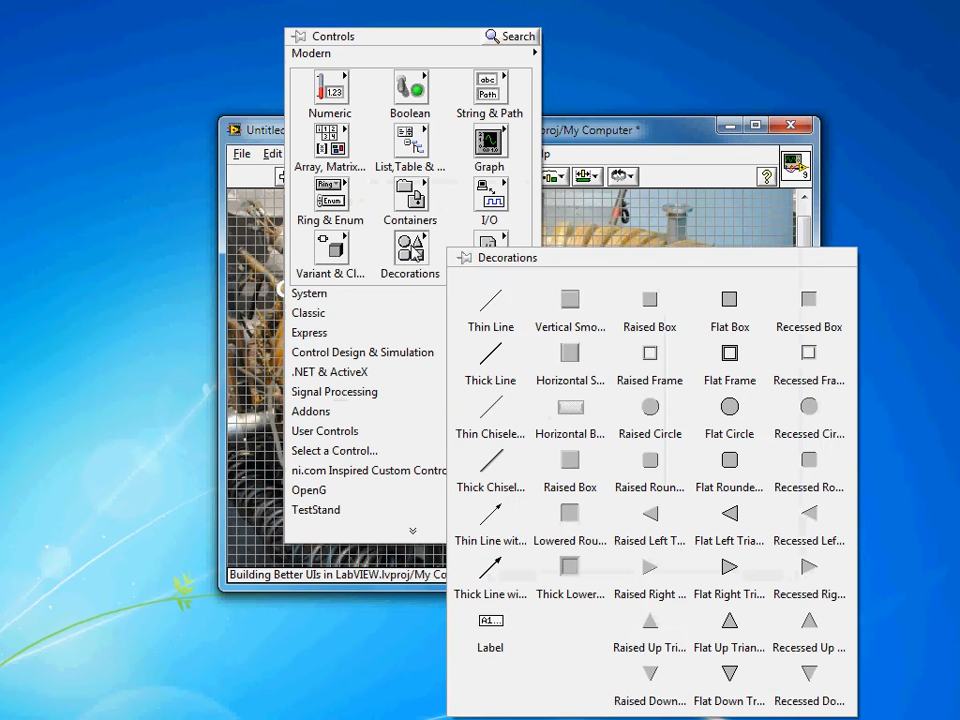 Controls
Search
Modern
1.23
abc
Path
Numeric
Boolean
String & Path
Untitled
proj/My Computer *
File
Edit
lp
Array, Matrix...
List, Table & ...
Graph
Ring
Enum
Ring & Enum
Containers
I/O
9
Variant & Cl...
Decorations
System
Classic
Express
Control Design & Simulation
.NET & ActiveX
Signal Processing
Addons
User Controls
Select a Control...
ni.com Inspired Custom Contro
OpenG
TestStand
Building Better UIs in LabVIEW.lvproj/My Co
Decorations
Thin Line
Vertical Smo...
Raised Box
Flat Box
Recessed Box
Thick Line
Horizontal S...
Raised Frame
Flat Frame
Recessed Fra...
Thin Chisele...
Horizontal B...
Raised Circle
Flat Circle
Recessed Cir...
Thick Chisel...
Raised Box
Raised Roun...
Flat Rounde...
Recessed Ro...
Thin Line wit...
Lowered Rou...
Raised Left T...
Flat Left Tria...
Recessed Lef...
Thick Line wi...
Thick Lower...
Raised Right ...
Flat Right Tri...
Recessed Rig...
A1...
Label
Raised Up Tri...
Flat Up Trian...
Recessed Up ...
Raised Down...
Flat Down Tr...
Recessed Do...